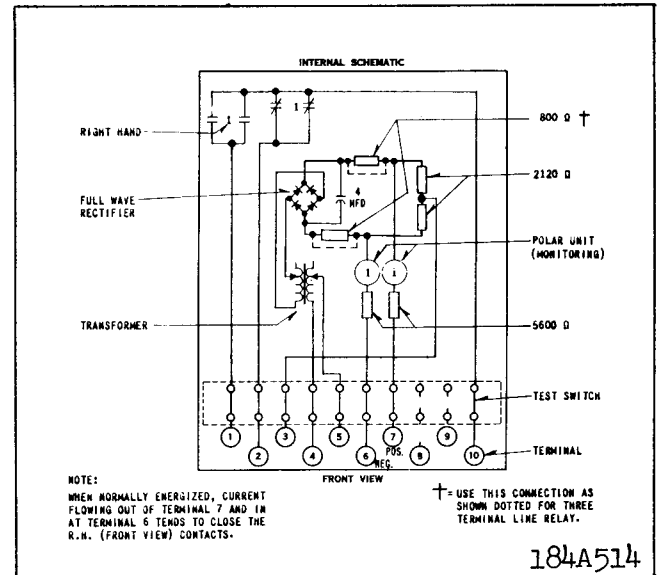 INTERNAL SCHEMATIC
1 1
RIGHT HAND
800 Ω †
2120 Ω
FULL WAVE
RECTIFIER
4
MFD
POLAR UNIT
(MONITORING)
1 i
TRANSFORMER
5600 Ω
TEST SWITCH
1 2 3 4 5 6 7 8 9 10
POS.
NEG.
TERMINAL
FRONT VIEW
NOTE:
WHEN NORMALLY ENERGIZED, CURRENT
FLOWING OUT OF TERMINAL 7 AND IN
AT TERMINAL 6 TENDS TO CLOSE THE
R.H. (FRONT VIEW) CONTACTS.
† = USE THIS CONNECTION AS
SHOWN DOTTED FOR THREE
TERMINAL LINE RELAY.
184A514